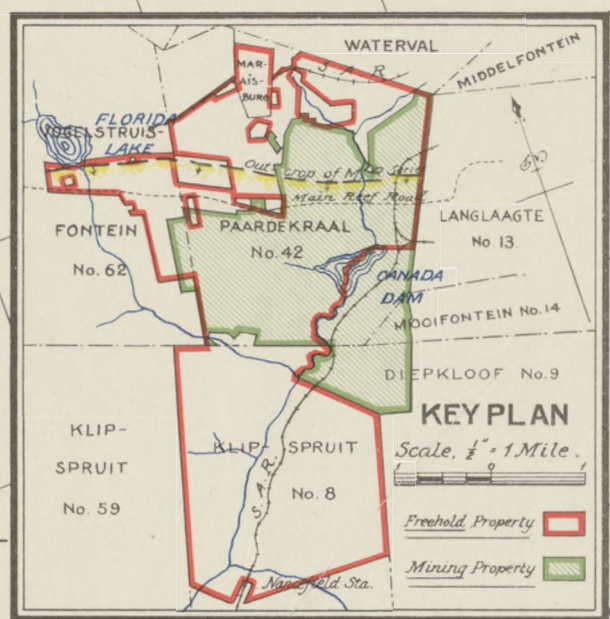 WATERVAL
MIDDELFONTEIN
S. A. R.
MAR-
AIS-
BURG
FLORIDA
LAKE
VOGELSTRUIS-
FONTEIN
No. 62
Outcrop of
Main Reef Road
PAARDEKRAAL
No. 42
LANGLAAGTE
No. 13.
CANADA
DAM
MOOIFONTEIN No. 14
DIEPKLOOF No. 9
KEY PLAN
Scale, ½" = 1 Mile.
1 0 1
KLIP-
SPRUIT
No. 59
KLIP-SPRUIT
No. 8
S. A. R.
Nancefield Sta.
Freehold Property
Mining Property